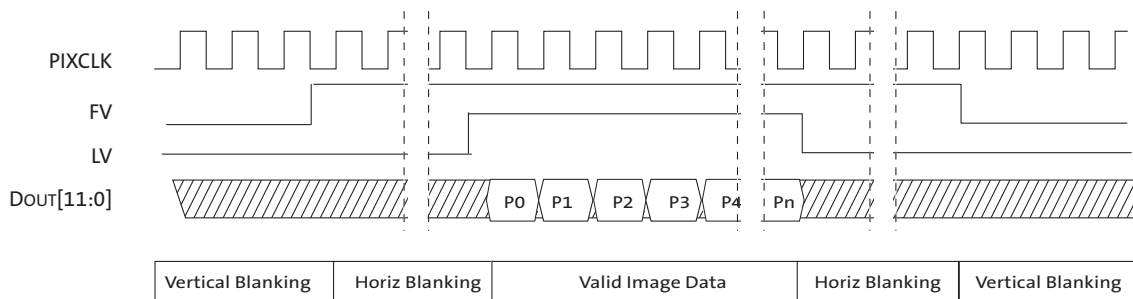 PIXCLK
FV
LV
DOUT[11:0]
P0 P1 P2 P3 P4 Pn
Vertical Blanking Horiz Blanking Valid Image Data Horiz Blanking Vertical Blanking